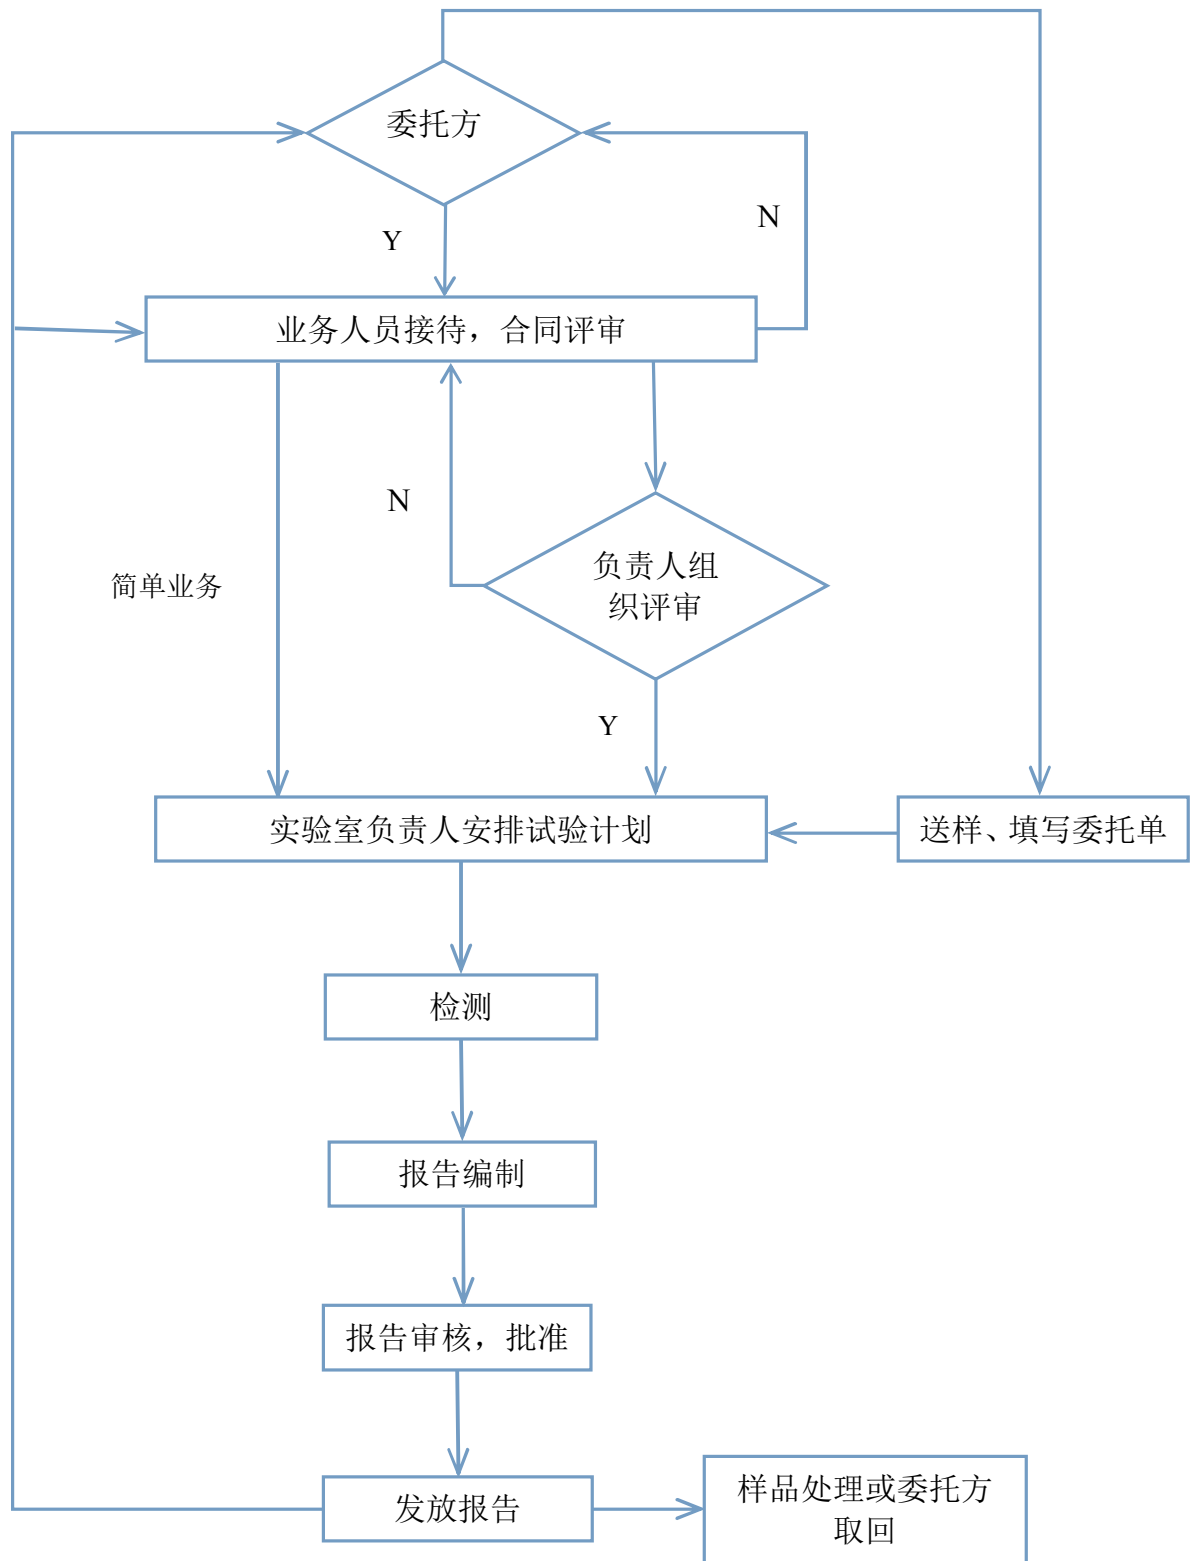 委托方
N
Y
业务人员接待，合同评审
N
负责人组
织评审
简单业务
Y
实验室负责人安排试验计划
送样、填写委托单
检测
报告编制
报告审核，批准
发放报告
样品处理或委托方
取回